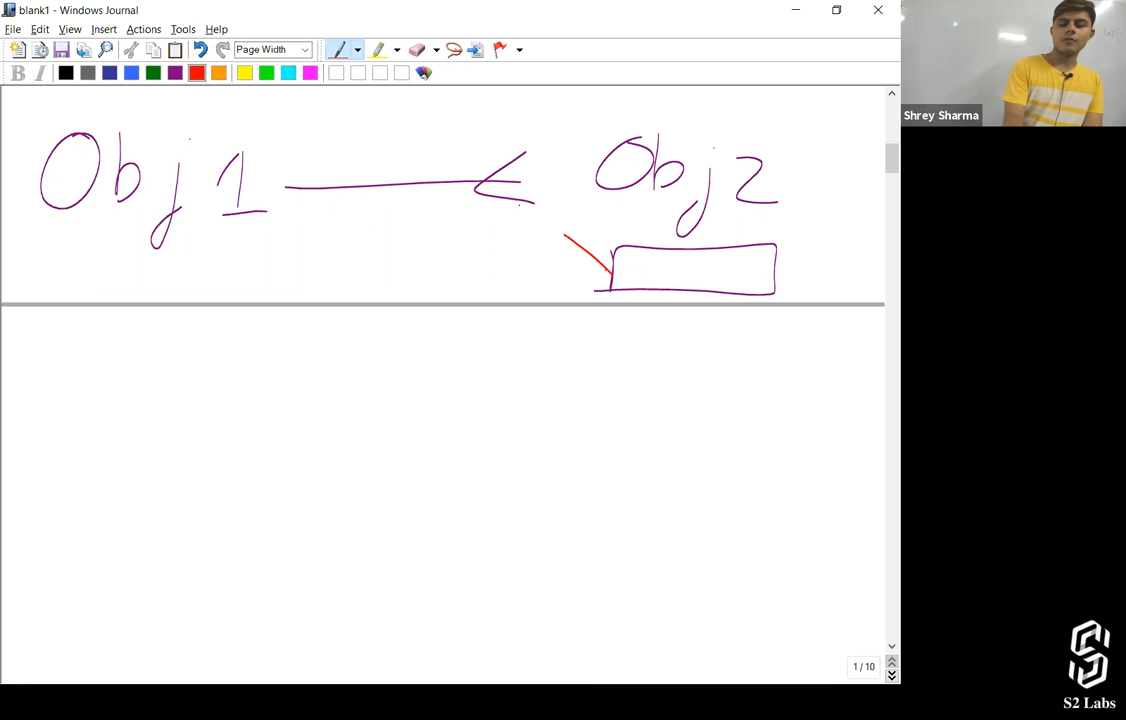 blank1 - Windows Journal
File Edit View Insert Actions Tools Help
Page Width
B I
Obj 1 Obj 2
1 / 10
Shrey Sharma
S2 Labs